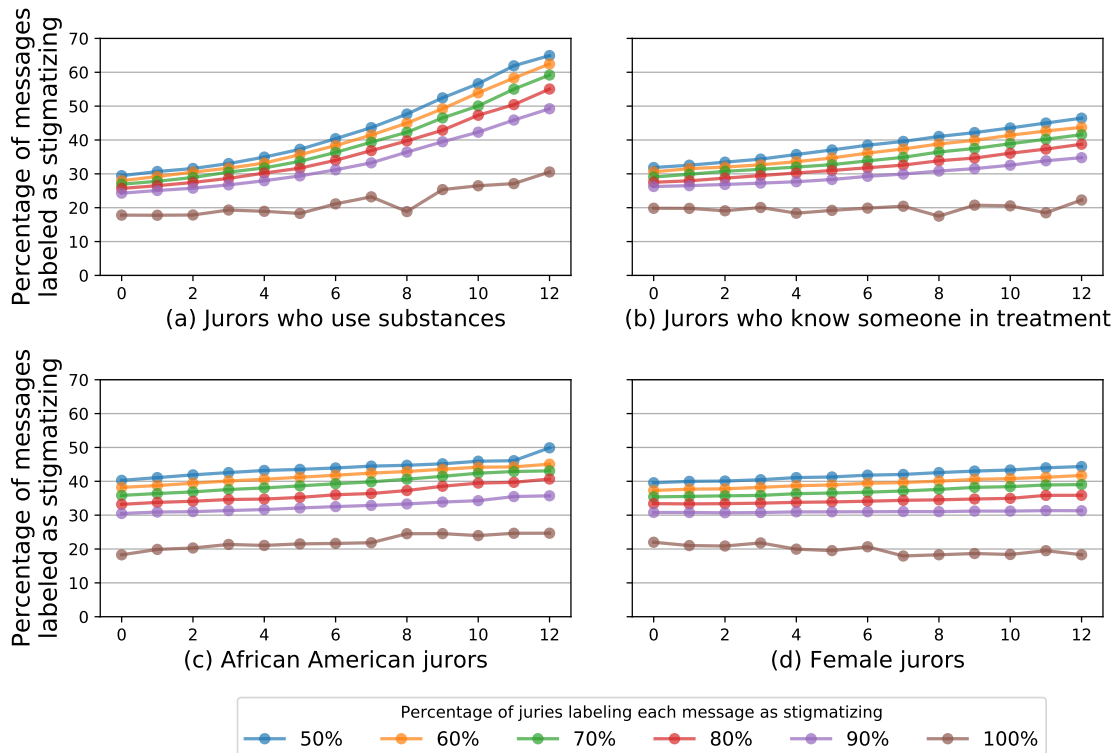 Percentage of messages
labeled as stigmatizing
70
60
50
40
30
20
10
0
0 2 4 6 8 10 12
(a) Jurors who use substances
0 2 4 6 8 10 12
(b) Jurors who know someone in treatment
Percentage of messages
labeled as stigmatizing
70
60
50
40
30
20
10
0
0 2 4 6 8 10 12
(c) African American jurors
0 2 4 6 8 10 12
(d) Female jurors
Percentage of juries labeling each message as stigmatizing
50% 60% 70% 80% 90% 100%